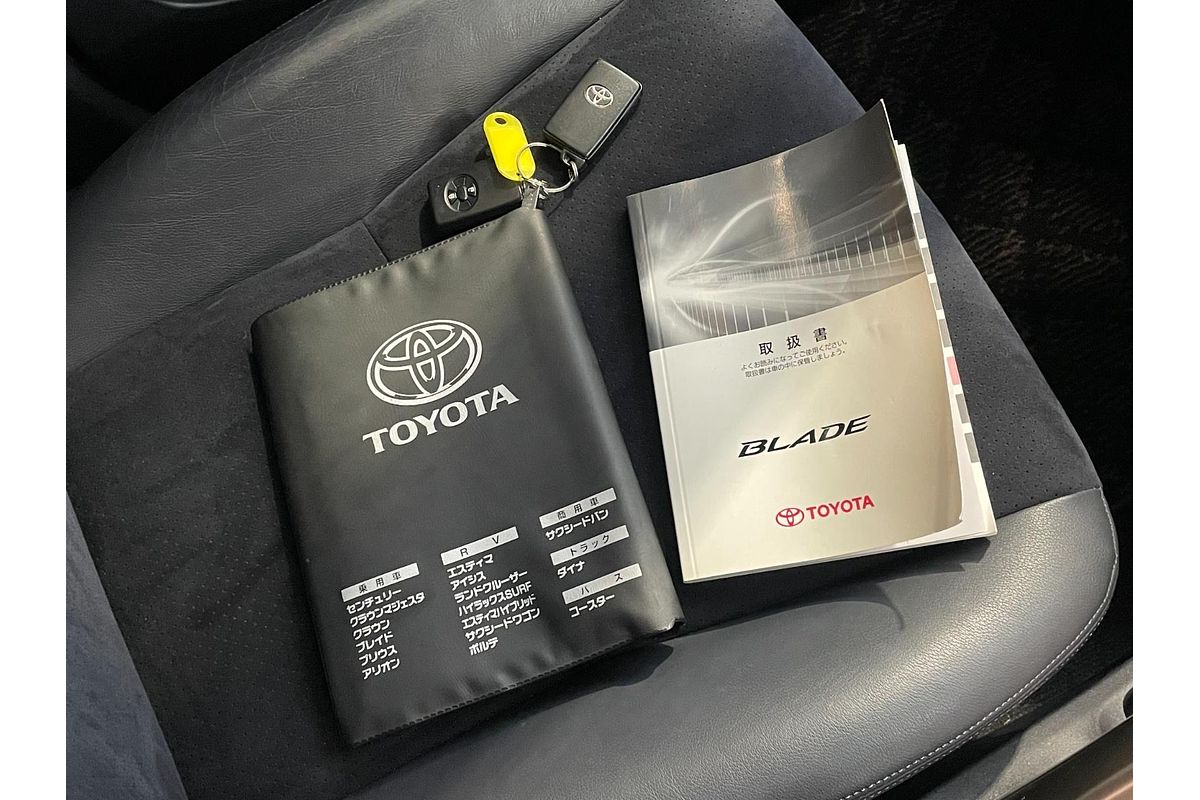 TOYOTA
乗用車
センチュリー
クラウンマジェスタ
クラウン
ブレイド
プリウス
アリオン
RV
エスティマ
アイシス
ランドクルーザー
ハイラックスSURF
エスティマハイブリッド
サクシードワゴン
ポルテ
商用車
サクシードバン
トラック
ダイナ
バス
コースター
取扱書
よくお読みになってご使用ください。
取扱書は車の中に保管しましょう。
BLADE
TOYOTA